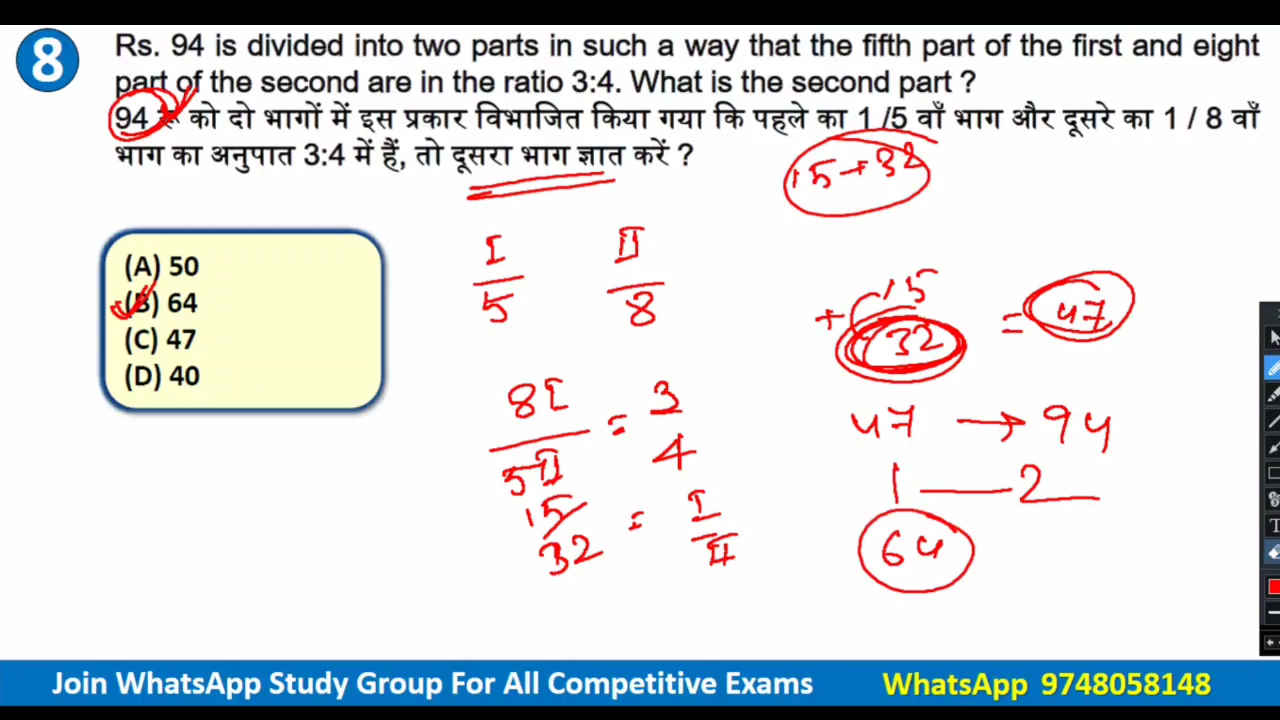 8
Rs. 94 is divided into two parts in such a way that the fifth part of the first and eight
part of the second are in the ratio 3:4. What is the second part ?
94 रु को दो भागों में इस प्रकार विभाजित किया गया कि पहले का 1 /5 वाँ भाग और दूसरे का 1 / 8 वाँ
भाग का अनुपात 3:4 में हैं, तो दूसरा भाग ज्ञात करें ?
15+32
(A) 50
(B) 64
(C) 47
(D) 40
I II
5 8
8I = 3
5II 4
15 = I
32 II
+ 15
32 = 47
47 → 94
1 — 2
64
Join WhatsApp Study Group For All Competitive Exams WhatsApp 9748058148